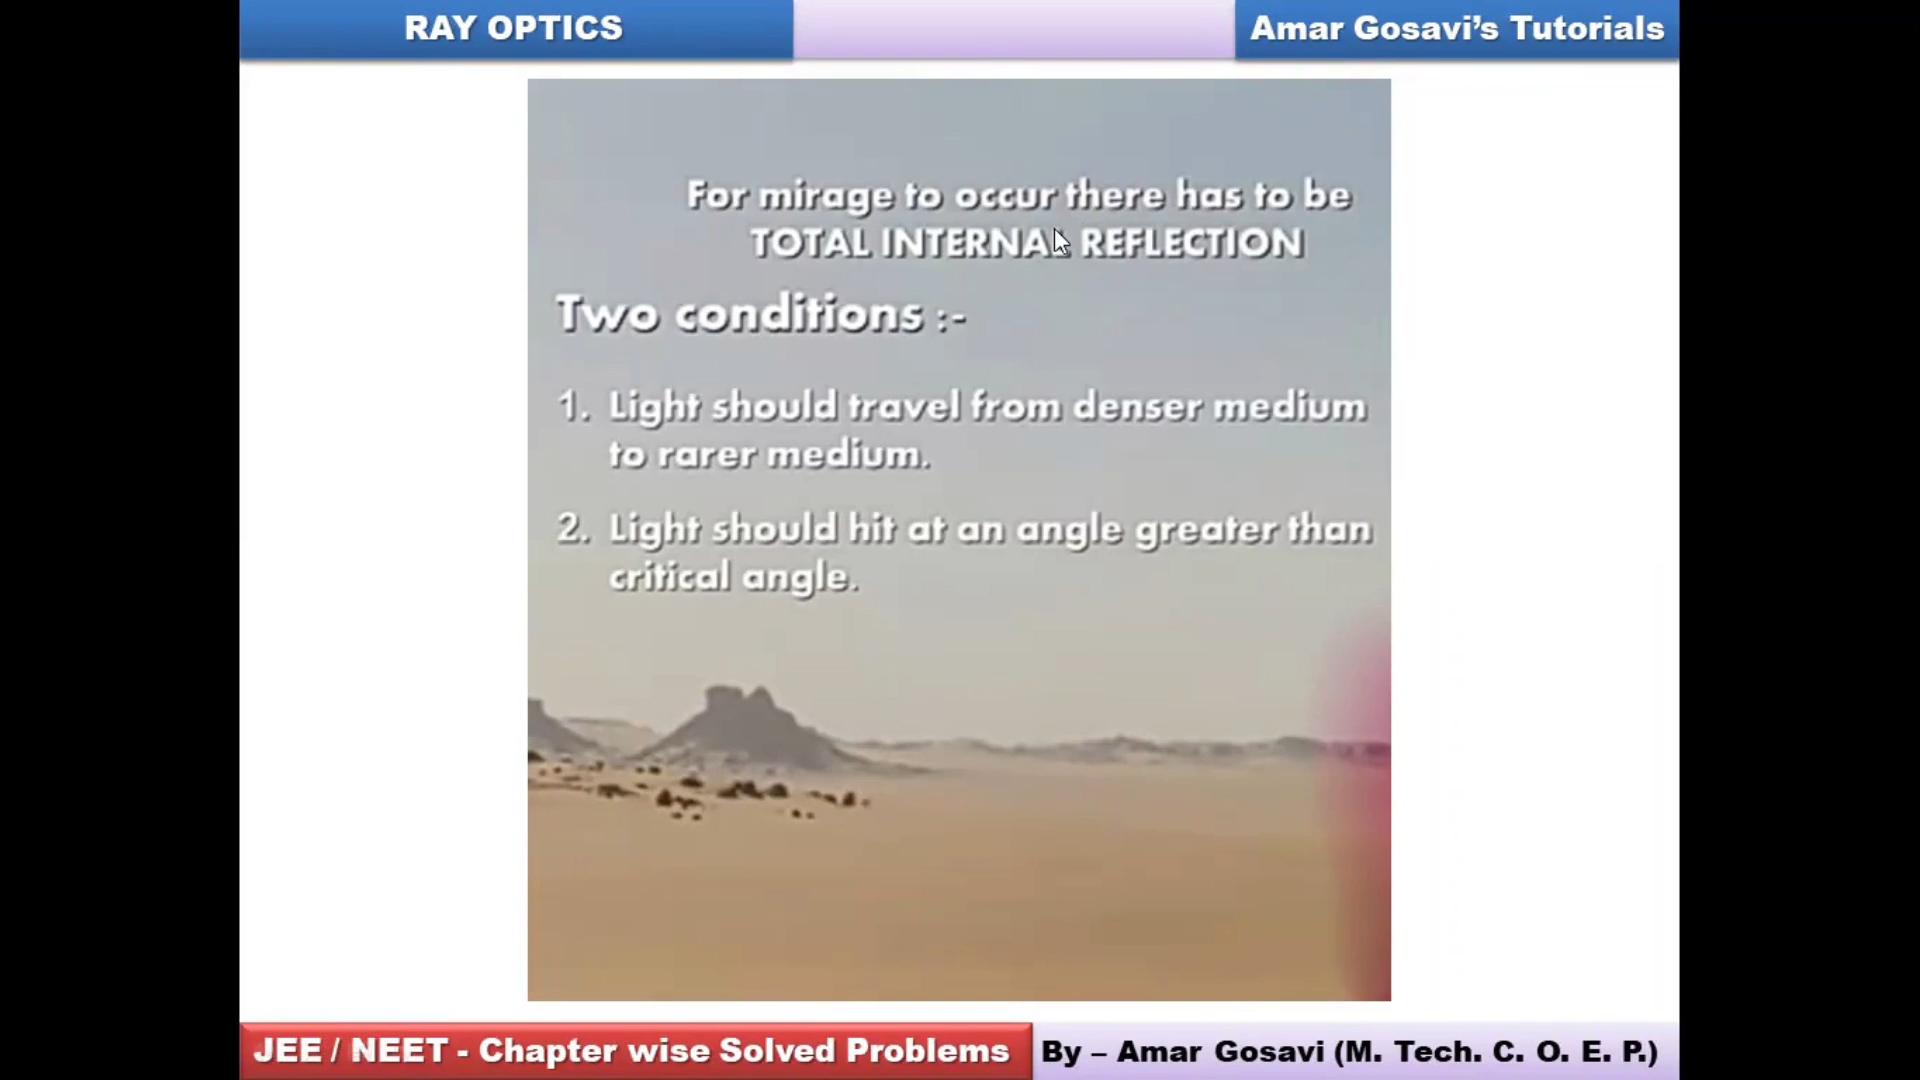 RAY OPTICS
Amar Gosavi's Tutorials
For mirage to occur there has to be
TOTAL INTERNAL REFLECTION
Two conditions :-
1. Light should travel from denser medium
to rarer medium.
2. Light should hit at an angle greater than
critical angle.
JEE / NEET - Chapter wise Solved Problems
By – Amar Gosavi (M. Tech. C. O. E. P.)